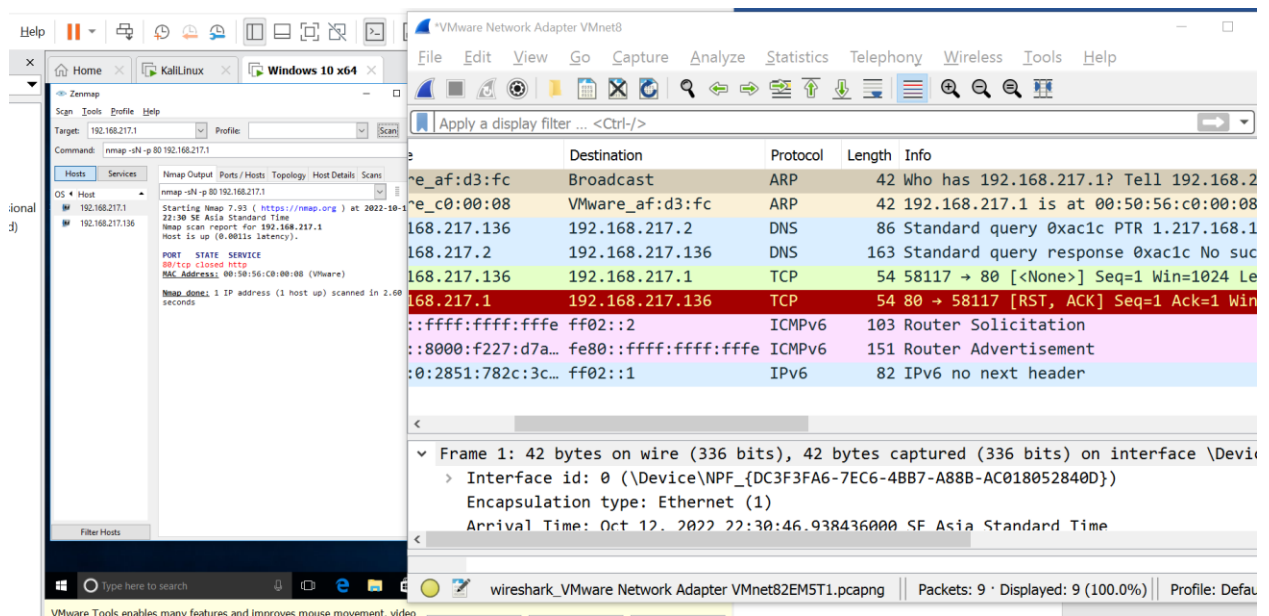 Help
Home
KaliLinux
Windows 10 x64
Zenmap
Scan Tools Profile Help
Target: 192.168.217.1 Profile: Scan
Command: nmap -sN -p 80 192.168.217.1
Hosts Services
Nmap Output Ports / Hosts Topology Host Details Scans
OS Host
192.168.217.1
192.168.217.136
nmap -sN -p 80 192.168.217.1
Starting Nmap 7.93 ( https://nmap.org ) at 2022-10-1
22:30 SE Asia Standard Time
Nmap scan report for 192.168.217.1
Host is up (0.0011s latency).
PORT STATE SERVICE
80/tcp closed http
MAC Address: 00:50:56:C0:00:08 (VMware)
Nmap done: 1 IP address (1 host up) scanned in 2.60
seconds
Filter Hosts
Type here to search
VMware Tools enables many features and improves mouse movement, video
ional
d)
*VMware Network Adapter VMnet8
File Edit View Go Capture Analyze Statistics Telephony Wireless Tools Help
Apply a display filter ... <Ctrl-/>
Destination Protocol Length Info
re_af:d3:fc Broadcast ARP 42 Who has 192.168.217.1? Tell 192.168.2
re_c0:00:08 VMware_af:d3:fc ARP 42 192.168.217.1 is at 00:50:56:c0:00:08
168.217.136 192.168.217.2 DNS 86 Standard query 0xac1c PTR 1.217.168.1
168.217.2 192.168.217.136 DNS 163 Standard query response 0xac1c No suc
168.217.136 192.168.217.1 TCP 54 58117 → 80 [<None>] Seq=1 Win=1024 Le
168.217.1 192.168.217.136 TCP 54 80 → 58117 [RST, ACK] Seq=1 Ack=1 Win
::ffff:ffff:fffe ff02::2 ICMPv6 103 Router Solicitation
::8000:f227:d7a… fe80::ffff:ffff:fffe ICMPv6 151 Router Advertisement
:0:2851:782c:3c… ff02::1 IPv6 82 IPv6 no next header
Frame 1: 42 bytes on wire (336 bits), 42 bytes captured (336 bits) on interface \Devi
Interface id: 0 (\Device\NPF_{DC3F3FA6-7EC6-4BB7-A88B-AC018052840D})
Encapsulation type: Ethernet (1)
Arrival Time: Oct 12, 2022 22:30:46.938436000 SE Asia Standard Time
wireshark_VMware Network Adapter VMnet82EM5T1.pcapng Packets: 9 · Displayed: 9 (100.0%) Profile: Defau